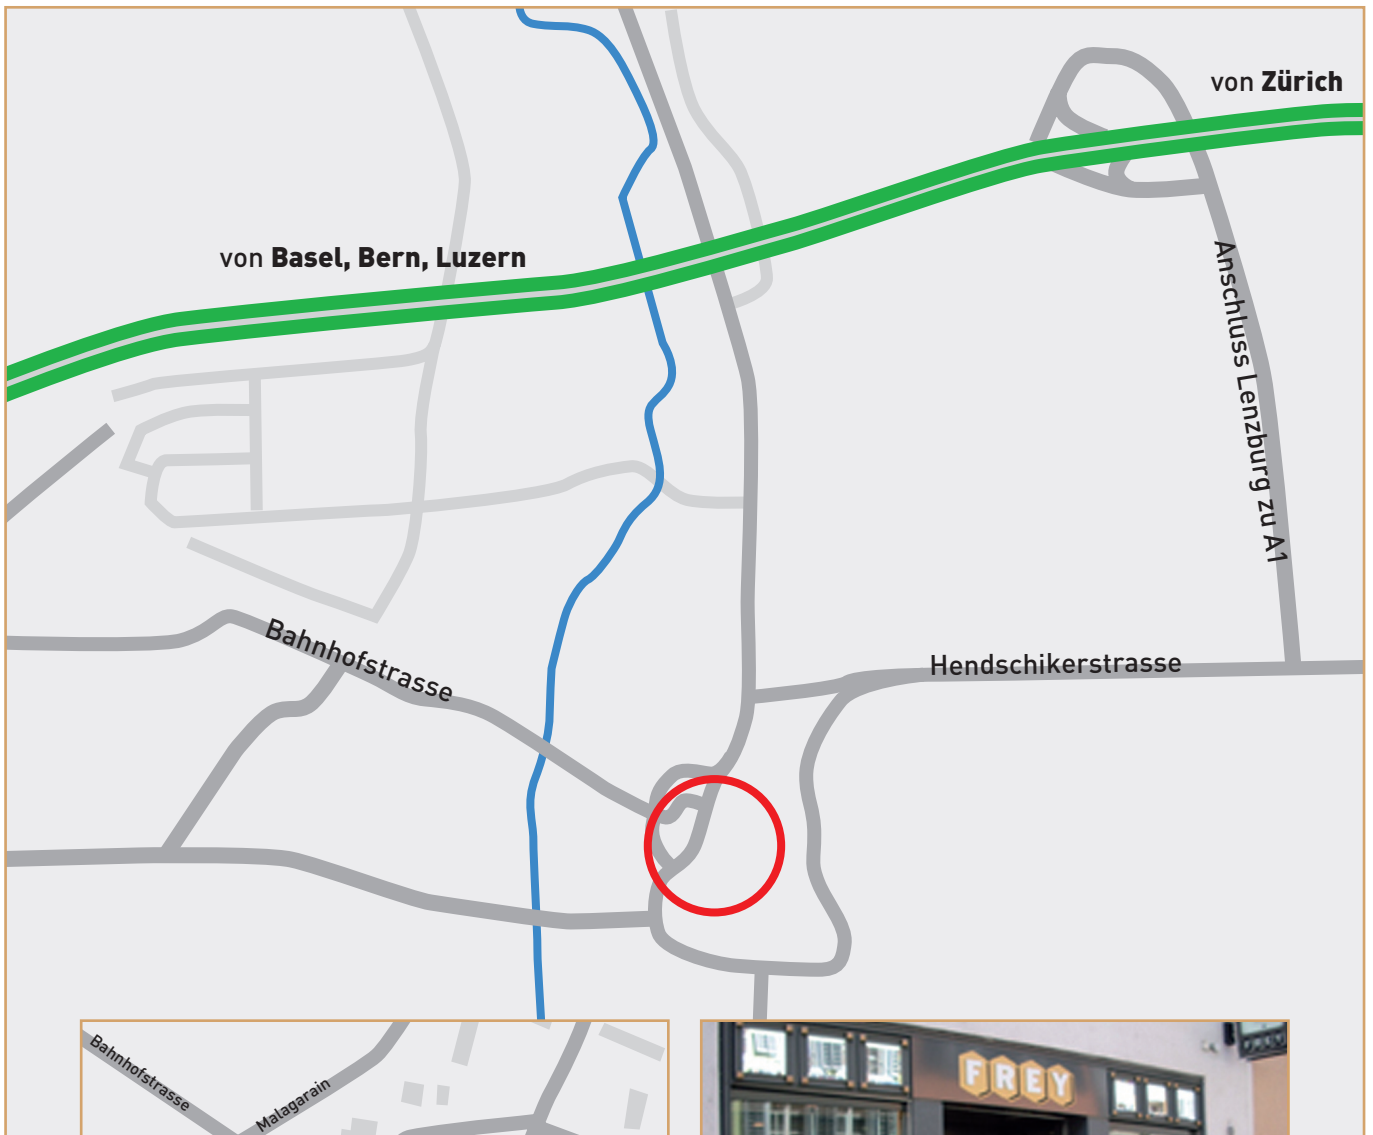 von Zürich
von Basel, Bern, Luzern
Anschluss Lenzburg zu A1
Bahnhofstrasse
Hendschikerstrasse
Bahnhofstrasse
Malagarain
FREY